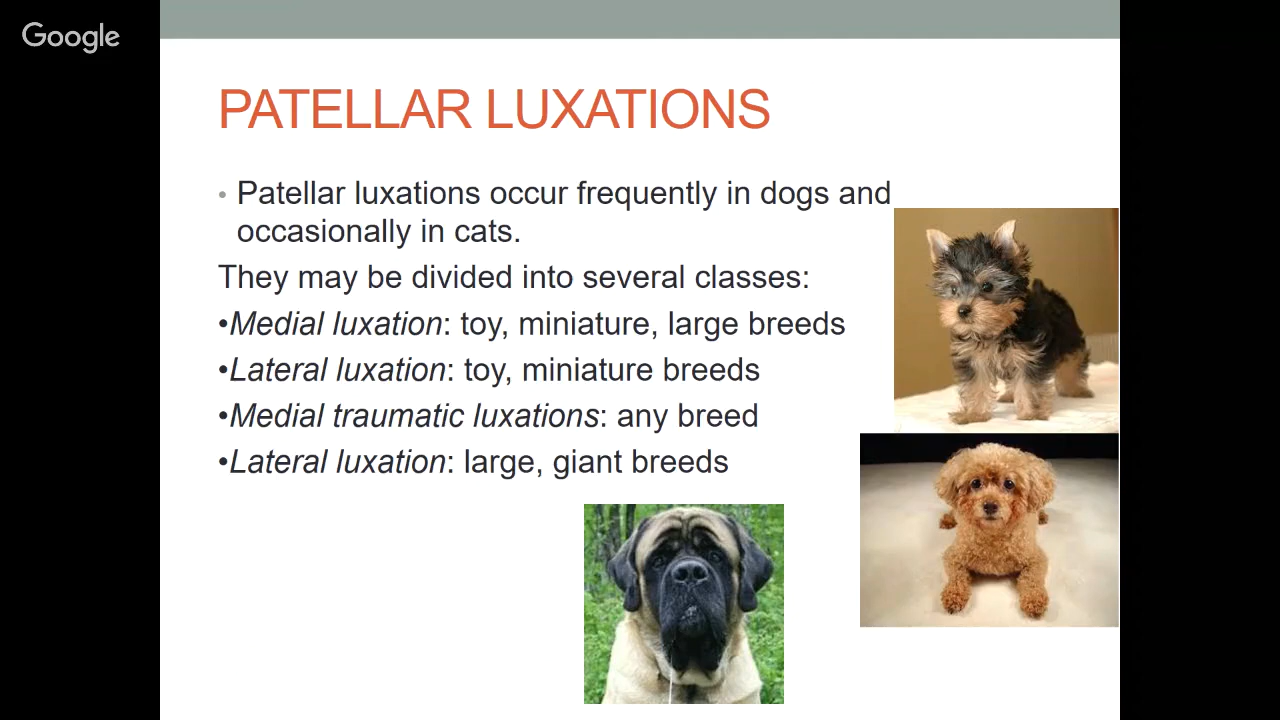 Google
PATELLAR LUXATIONS
• Patellar luxations occur frequently in dogs and
occasionally in cats.
They may be divided into several classes:
•Medial luxation: toy, miniature, large breeds
•Lateral luxation: toy, miniature breeds
•Medial traumatic luxations: any breed
•Lateral luxation: large, giant breeds